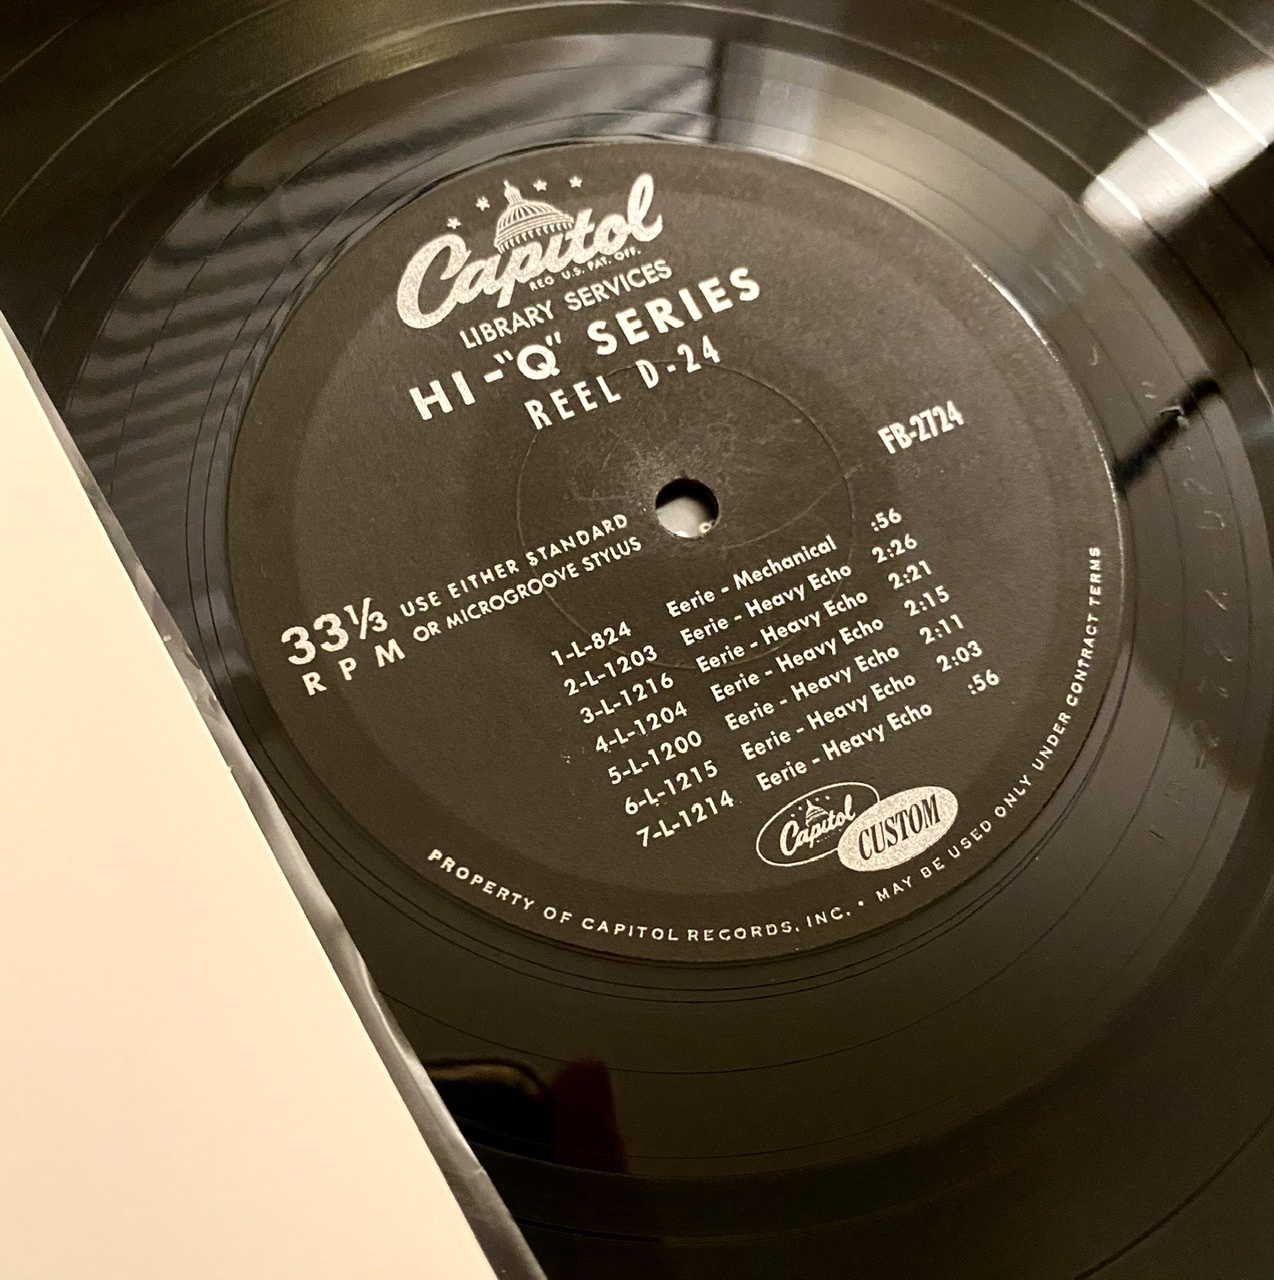 Capitol
REG U.S. PAT. OFF.
LIBRARY SERVICES
HI-"Q" SERIES
REEL D-24
FB-2724
33⅓ USE EITHER STANDARD
RPM OR MICROGROOVE STYLUS
1-L-824 Eerie - Mechanical :56
2-L-1203 Eerie - Heavy Echo 2:26
3-L-1216 Eerie - Heavy Echo 2:21
4-L-1204 Eerie - Heavy Echo 2:15
5-L-1200 Eerie - Heavy Echo 2:11
6-L-1215 Eerie - Heavy Echo 2:03
7-L-1214 Eerie - Heavy Echo :56
Capitol CUSTOM
PROPERTY OF CAPITOL RECORDS, INC. • MAY BE USED ONLY UNDER CONTRACT TERMS